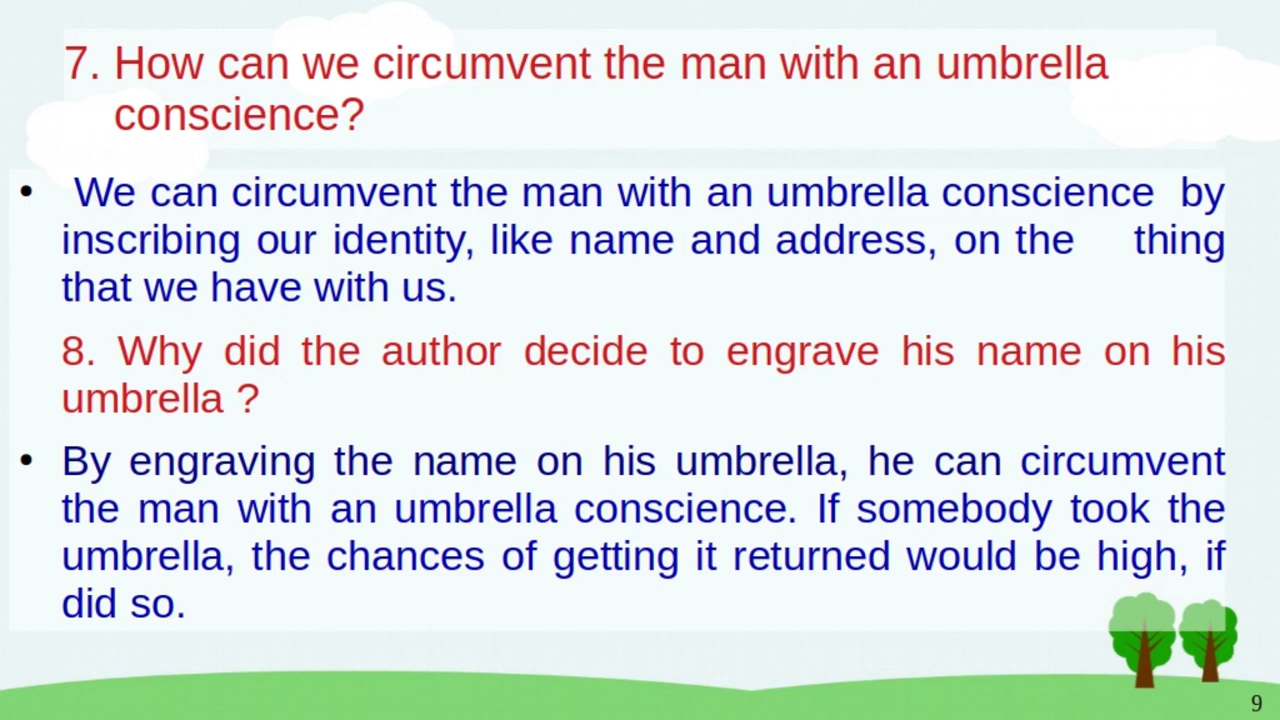 7. How can we circumvent the man with an umbrella
conscience?
• We can circumvent the man with an umbrella conscience by
inscribing our identity, like name and address, on the thing
that we have with us.
8. Why did the author decide to engrave his name on his
umbrella ?
• By engraving the name on his umbrella, he can circumvent
the man with an umbrella conscience. If somebody took the
umbrella, the chances of getting it returned would be high, if
did so.
9